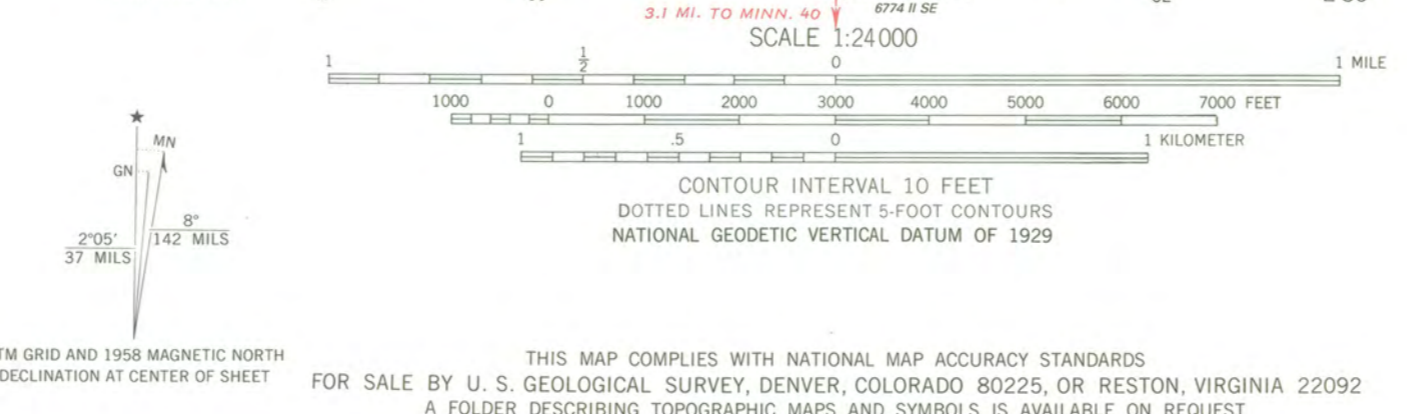 3.1 MI. TO MINN. 40
6774 II SE
SCALE 1:24000
1 1/2 0 1 MILE
1000 0 1000 2000 3000 4000 5000 6000 7000 FEET
1 .5 0 1 KILOMETER
CONTOUR INTERVAL 10 FEET
DOTTED LINES REPRESENT 5-FOOT CONTOURS
NATIONAL GEODETIC VERTICAL DATUM OF 1929
★
MN
GN
8°
142 MILS
2°05′
37 MILS
TM GRID AND 1958 MAGNETIC NORTH
DECLINATION AT CENTER OF SHEET
THIS MAP COMPLIES WITH NATIONAL MAP ACCURACY STANDARDS
FOR SALE BY U. S. GEOLOGICAL SURVEY, DENVER, COLORADO 80225, OR RESTON, VIRGINIA 22092
A FOLDER DESCRIBING TOPOGRAPHIC MAPS AND SYMBOLS IS AVAILABLE ON REQUEST